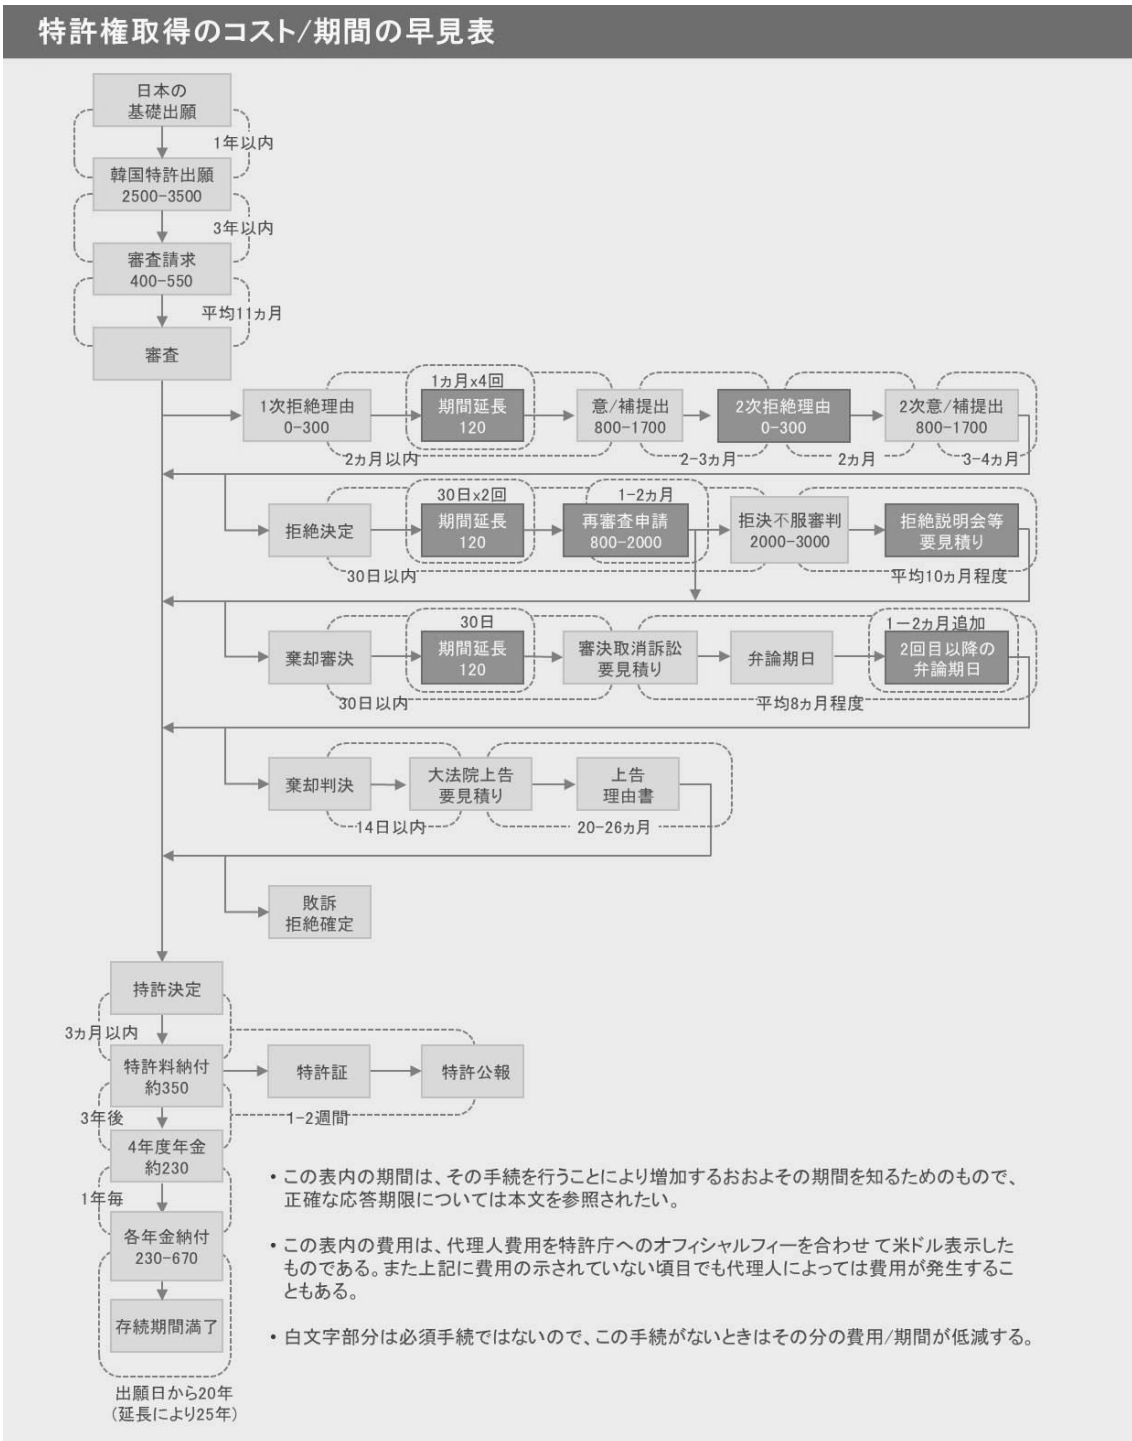 特許権取得のコスト/期間の早見表
日本の
基礎出願
1年以内
韓国特許出願
2500-3500
3年以内
審査請求
400-550
平均11ヵ月
審査
1次拒絶理由
0-300
1ヵ月x4回
期間延長
120
意/補提出
800-1700
2次拒絶理由
0-300
2次意/補提出
800-1700
2ヵ月以内
2-3ヵ月
2ヵ月
3-4ヵ月
拒絶決定
30日x2回
期間延長
120
1-2ヵ月
再審査申請
800-2000
拒決不服審判
2000-3000
拒絶説明会等
要見積り
30日以内
平均10ヵ月程度
棄却審決
30日
期間延長
120
審決取消訴訟
要見積り
弁論期日
1ー2ヵ月追加
2回目以降の
弁論期日
30日以内
平均8ヵ月程度
棄却判決
大法院上告
要見積り
上告
理由書
14日以内
20-26ヵ月
敗訴
拒絶確定
持許決定
3ヵ月以内
特許料納付
約350
特許証
特許公報
3年後
1-2週間
4年度年金
約230
1年毎
各年金納付
230-670
存続期間満了
出願日から20年
(延長により25年)
・この表内の期間は、その手続を行うことにより増加するおおよその期間を知るためのもので、
正確な応答期限については本文を参照されたい。
・この表内の費用は、代理人費用を特許庁へのオフィシャルフィーを合わせ て米ドル表示した
ものである。また上記に費用の示されていない頃目でも代理人によっては費用が発生するこ
ともある。
・白文字部分は必須手続ではないので、この手続がないときはその分の費用/期間が低減する。